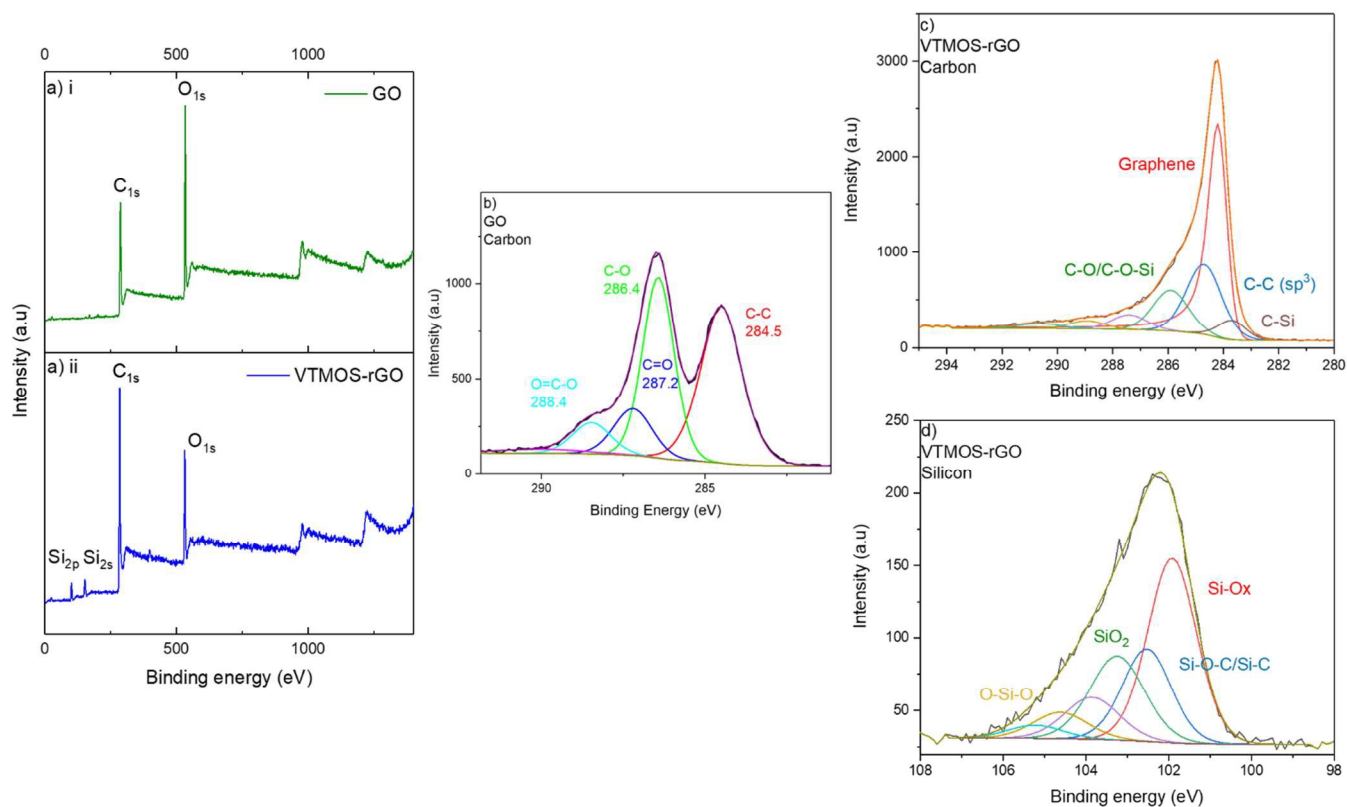 0 500 1000
a) i
O1s
GO
C1s
a) ii
C1s
VTMOS-rGO
O1s
Si2p Si2s
0 500 1000
Binding energy (eV)
Intensity (a.u)
b)
GO
Carbon
C-O
286.4
C-C
284.5
C=O
287.2
O=C-O
288.4
1000
500
0
290 285
Binding Energy (eV)
Intensity (a.u)
c)
VTMOS-rGO
Carbon
3000
2000
1000
0
Graphene
C-O/C-O-Si
C-C (sp3)
C-Si
294 292 290 288 286 284 282 280
Binding energy (eV)
Intensity (a.u)
d)
VTMOS-rGO
Silicon
250
200
150
100
50
Si-Ox
SiO2
Si-O-C/Si-C
O-Si-O
108 106 104 102 100 98
Binding energy (eV)
Intensity (a.u)